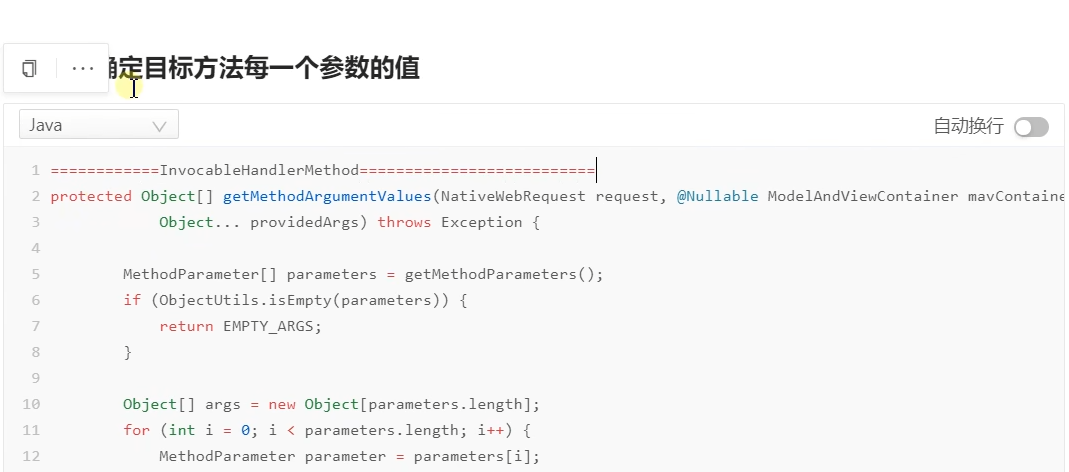 定目标方法每一个参数的值
Java
自动换行
1 ============InvocableHandlerMethod==========================
2 protected Object[] getMethodArgumentValues(NativeWebRequest request, @Nullable ModelAndViewContainer mavContaine
3 Object... providedArgs) throws Exception {
4
5 MethodParameter[] parameters = getMethodParameters();
6 if (ObjectUtils.isEmpty(parameters)) {
7 return EMPTY_ARGS;
8 }
9
10 Object[] args = new Object[parameters.length];
11 for (int i = 0; i < parameters.length; i++) {
12 MethodParameter parameter = parameters[i];